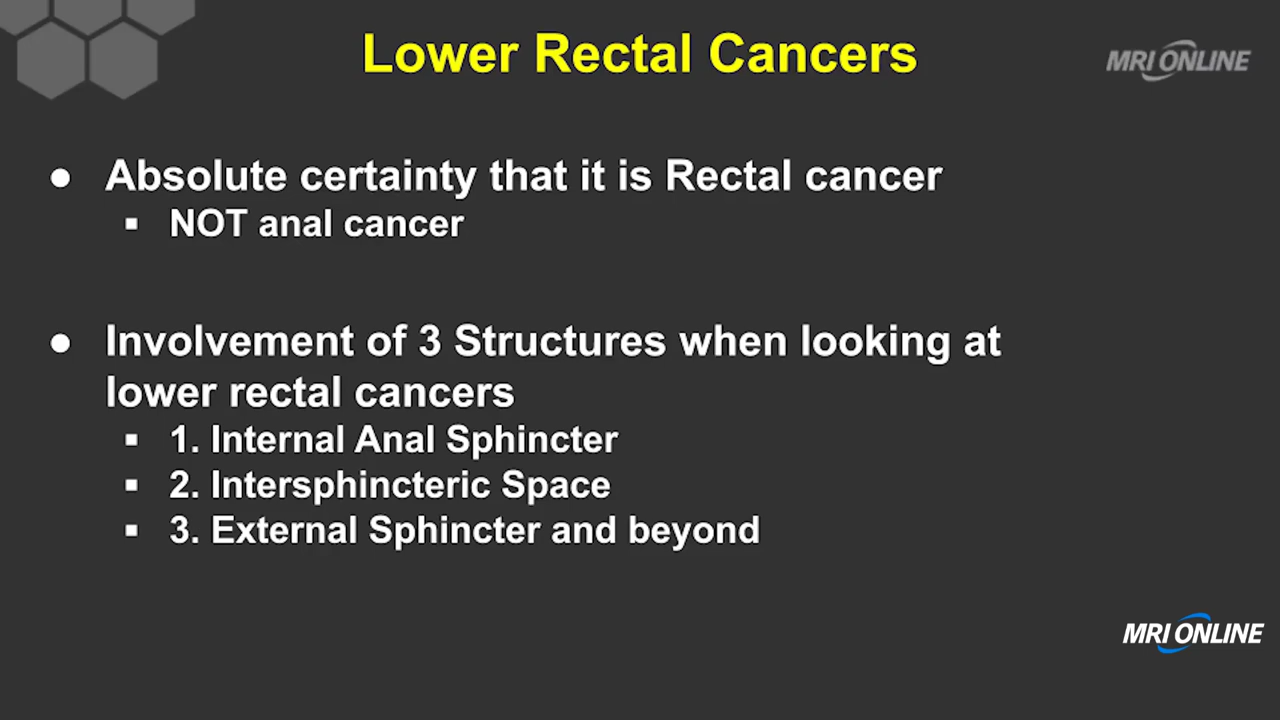 Lower Rectal Cancers
MRI ONLINE
● Absolute certainty that it is Rectal cancer
▪ NOT anal cancer
● Involvement of 3 Structures when looking at
lower rectal cancers
▪ 1. Internal Anal Sphincter
▪ 2. Intersphincteric Space
▪ 3. External Sphincter and beyond
MRI ONLINE